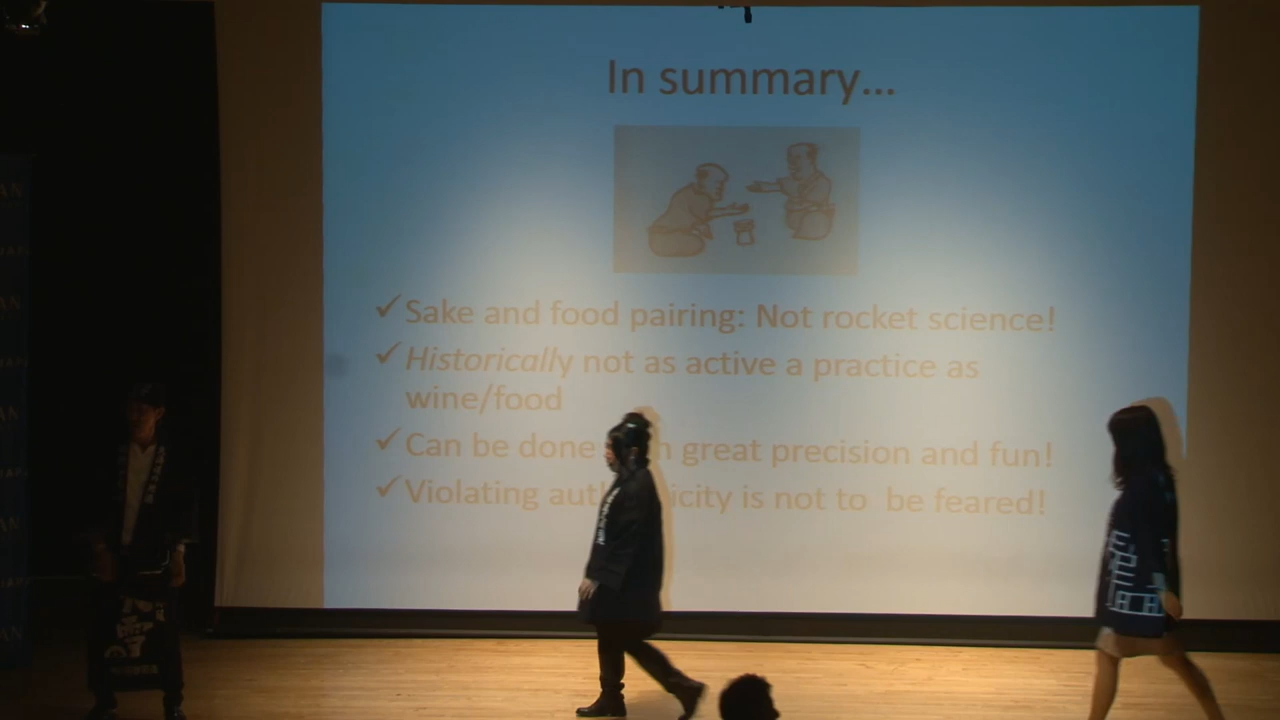 In summary...
✓ Sake and food pairing: Not rocket science!
✓ Historically not as active a practice as
wine/food
✓ Can be done great precision and fun!
✓ Violating is not to be feared!